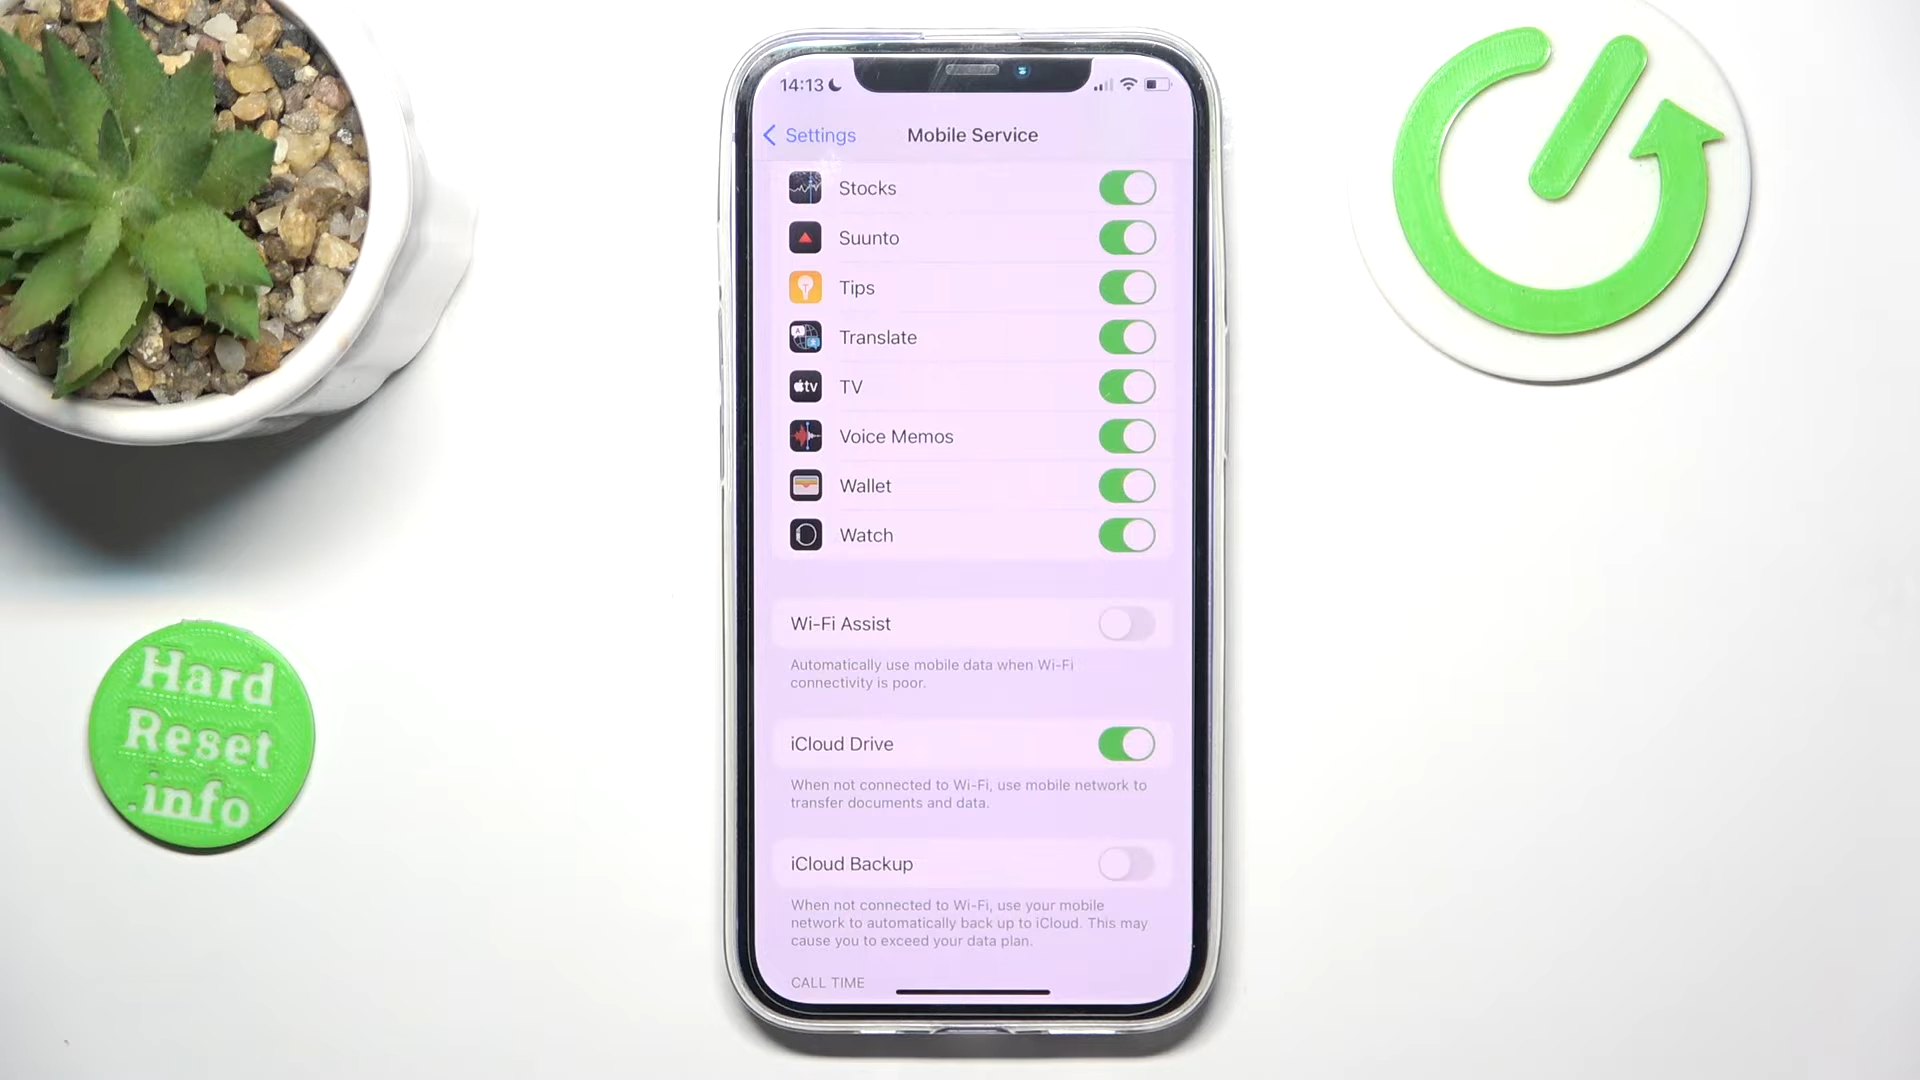 14:13
Settings
Mobile Service
Stocks
Suunto
Tips
Translate
tv TV
Voice Memos
Wallet
Watch
Wi-Fi Assist
Automatically use mobile data when Wi-Fi
connectivity is poor.
iCloud Drive
When not connected to Wi-Fi, use mobile network to
transfer documents and data.
iCloud Backup
When not connected to Wi-Fi, use your mobile
network to automatically back up to iCloud. This may
cause you to exceed your data plan.
CALL TIME
Hard
Reset
.info